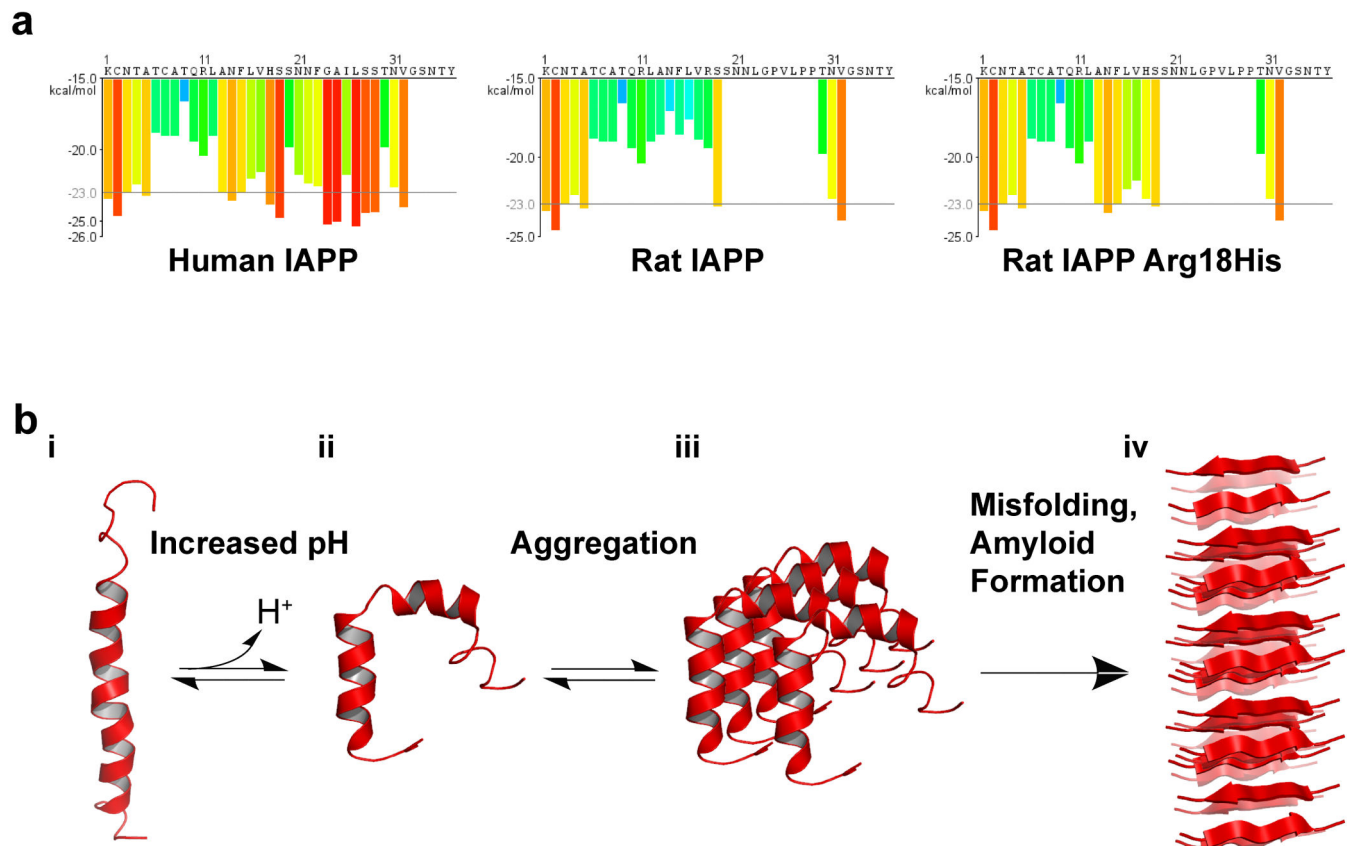 a
1 11 21 31
KCNTATCATQRLANFLVHSSNNFGAILSSTNVGSNTY
-15.0
kcal/mol
-20.0
-23.0
-25.0
-26.0
Human IAPP
1 11 21 31
KCNTATCATQRLANFLVRSSNNLGPVLPPTNVGSNTY
-15.0
kcal/mol
-20.0
-23.0
-25.0
Rat IAPP
1 11 21 31
KCNTATCATQRLANFLVHSSNNLGPVLPPTNVGSNTY
-15.0
kcal/mol
-20.0
-23.0
-25.0
Rat IAPP Arg18His
b
i
ii
iii
iv
Increased pH
H+
Aggregation
Misfolding,
Amyloid
Formation